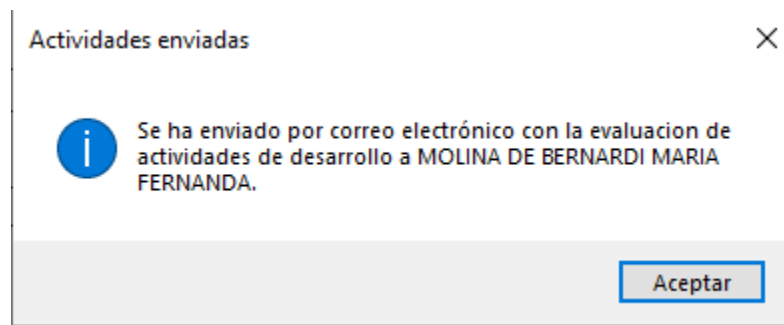 Actividades enviadas
Se ha enviado por correo electrónico con la evaluacion de
actividades de desarrollo a MOLINA DE BERNARDI MARIA
FERNANDA.
Aceptar